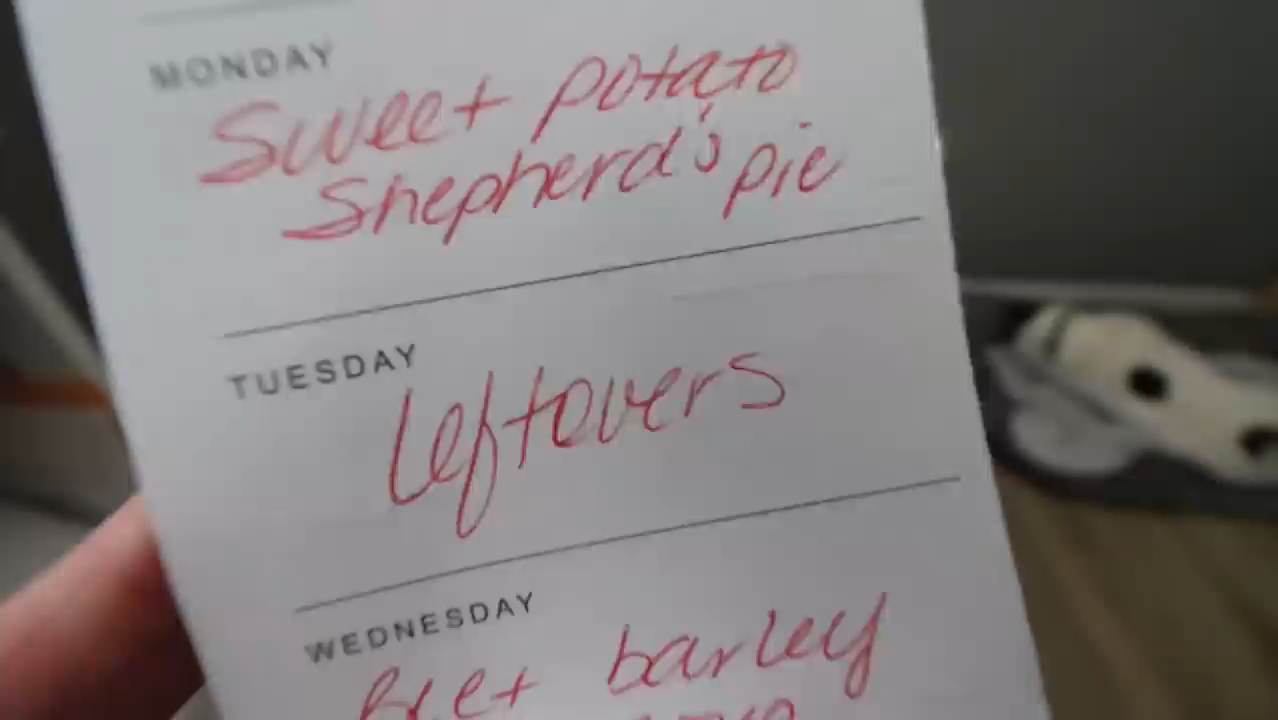 MONDAY
Sweet potato
Shepherd's pie
TUESDAY
Leftovers
WEDNESDAY
barley